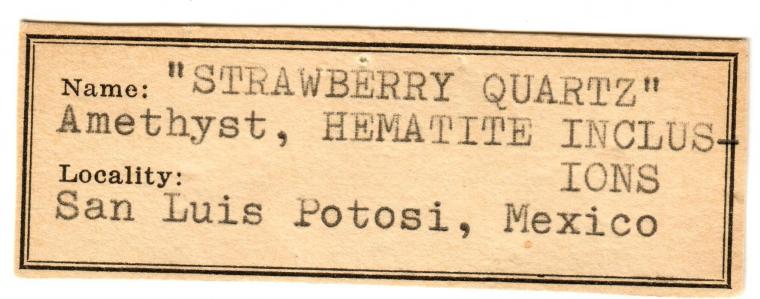 Name: "STRAWBERRY QUARTZ"
Amethyst, HEMATITE INCLUS-
IONS
Locality:
San Luis Potosi, Mexico